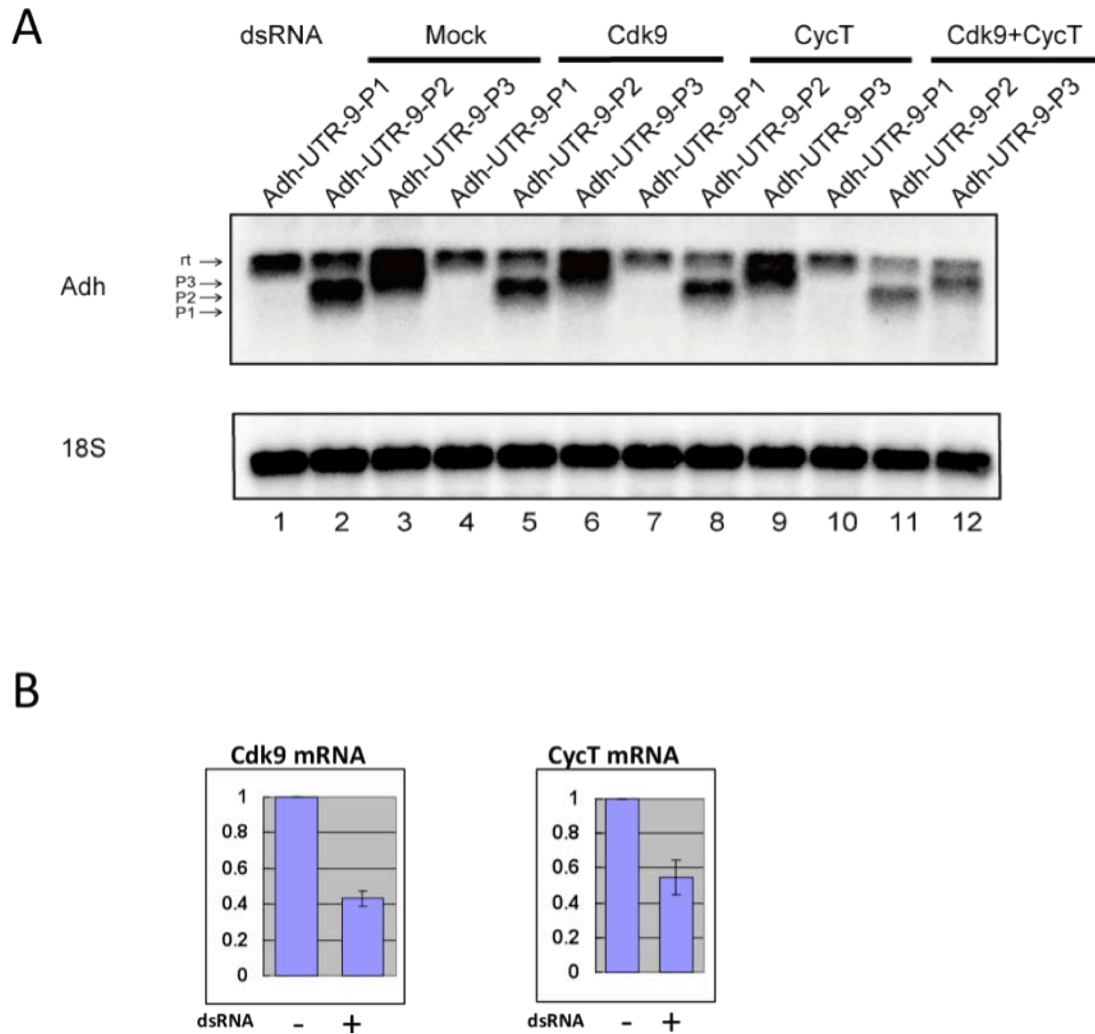 A
dsRNA Mock Cdk9 CycT Cdk9+CycT
Adh-UTR-9-P1 Adh-UTR-9-P2 Adh-UTR-9-P3 Adh-UTR-9-P1 Adh-UTR-9-P2 Adh-UTR-9-P3 Adh-UTR-9-P1 Adh-UTR-9-P2 Adh-UTR-9-P3 Adh-UTR-9-P1 Adh-UTR-9-P2 Adh-UTR-9-P3
Adh
rt
P3
P2
P1
18S
1 2 3 4 5 6 7 8 9 10 11 12
B
Cdk9 mRNA
1
0.8
0.6
0.4
0.2
0
dsRNA - +
CycT mRNA
1
0.8
0.6
0.4
0.2
0
dsRNA - +